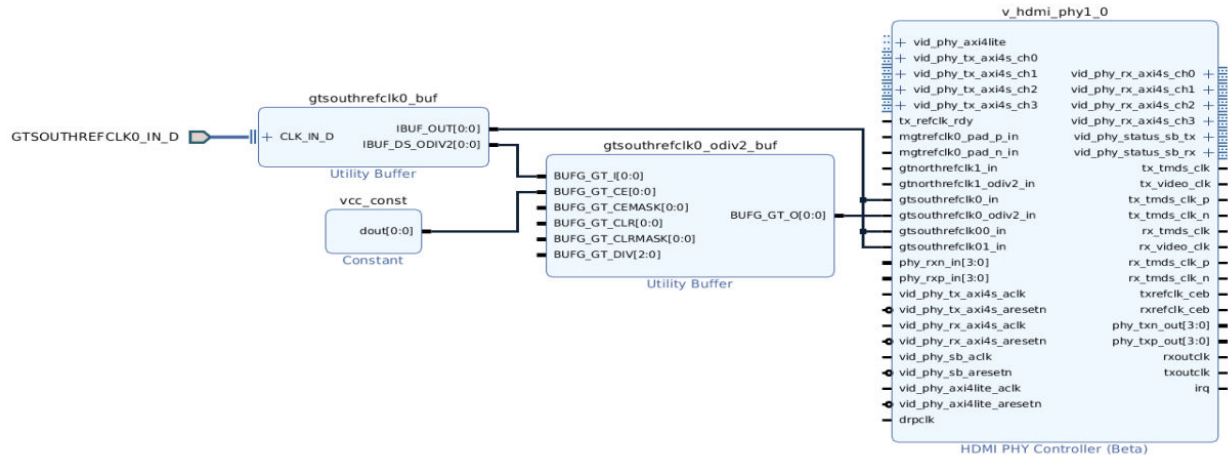 v_hdmi_phy1_0
vid_phy_axi4lite
vid_phy_tx_axi4s_ch0
vid_phy_tx_axi4s_ch1
vid_phy_tx_axi4s_ch2
vid_phy_tx_axi4s_ch3
tx_refclk_rdy
mgtrefclk0_pad_p_in
mgtrefclk0_pad_n_in
gtnorthrefclk1_in
gtnorthrefclk1_odiv2_in
gtsouthrefclk0_in
gtsouthrefclk0_odiv2_in
gtsouthrefclk00_in
gtsouthrefclk01_in
phy_rxn_in[3:0]
phy_rxp_in[3:0]
vid_phy_tx_axi4s_aclk
vid_phy_tx_axi4s_aresetn
vid_phy_rx_axi4s_aclk
vid_phy_rx_axi4s_aresetn
vid_phy_sb_aclk
vid_phy_sb_aresetn
vid_phy_axi4lite_aclk
vid_phy_axi4lite_aresetn
drpclk
vid_phy_rx_axi4s_ch0
vid_phy_rx_axi4s_ch1
vid_phy_rx_axi4s_ch2
vid_phy_rx_axi4s_ch3
vid_phy_status_sb_tx
vid_phy_status_sb_rx
tx_tmds_clk
tx_video_clk
tx_tmds_clk_p
tx_tmds_clk_n
rx_tmds_clk
rx_video_clk
rx_tmds_clk_p
rx_tmds_clk_n
txrefclk_ceb
rxrefclk_ceb
phy_txn_out[3:0]
phy_txp_out[3:0]
rxoutclk
txoutclk
irq
HDMI PHY Controller (Beta)
gtsouthrefclk0_buf
GTSOUTHREFCLK0_IN_D
CLK_IN_D
IBUF_OUT[0:0]
IBUF_DS_ODIV2[0:0]
Utility Buffer
vcc_const
dout[0:0]
Constant
gtsouthrefclk0_odiv2_buf
BUFG_GT_I[0:0]
BUFG_GT_CE[0:0]
BUFG_GT_CEMASK[0:0]
BUFG_GT_CLR[0:0]
BUFG_GT_CLRMASK[0:0]
BUFG_GT_DIV[2:0]
BUFG_GT_O[0:0]
Utility Buffer